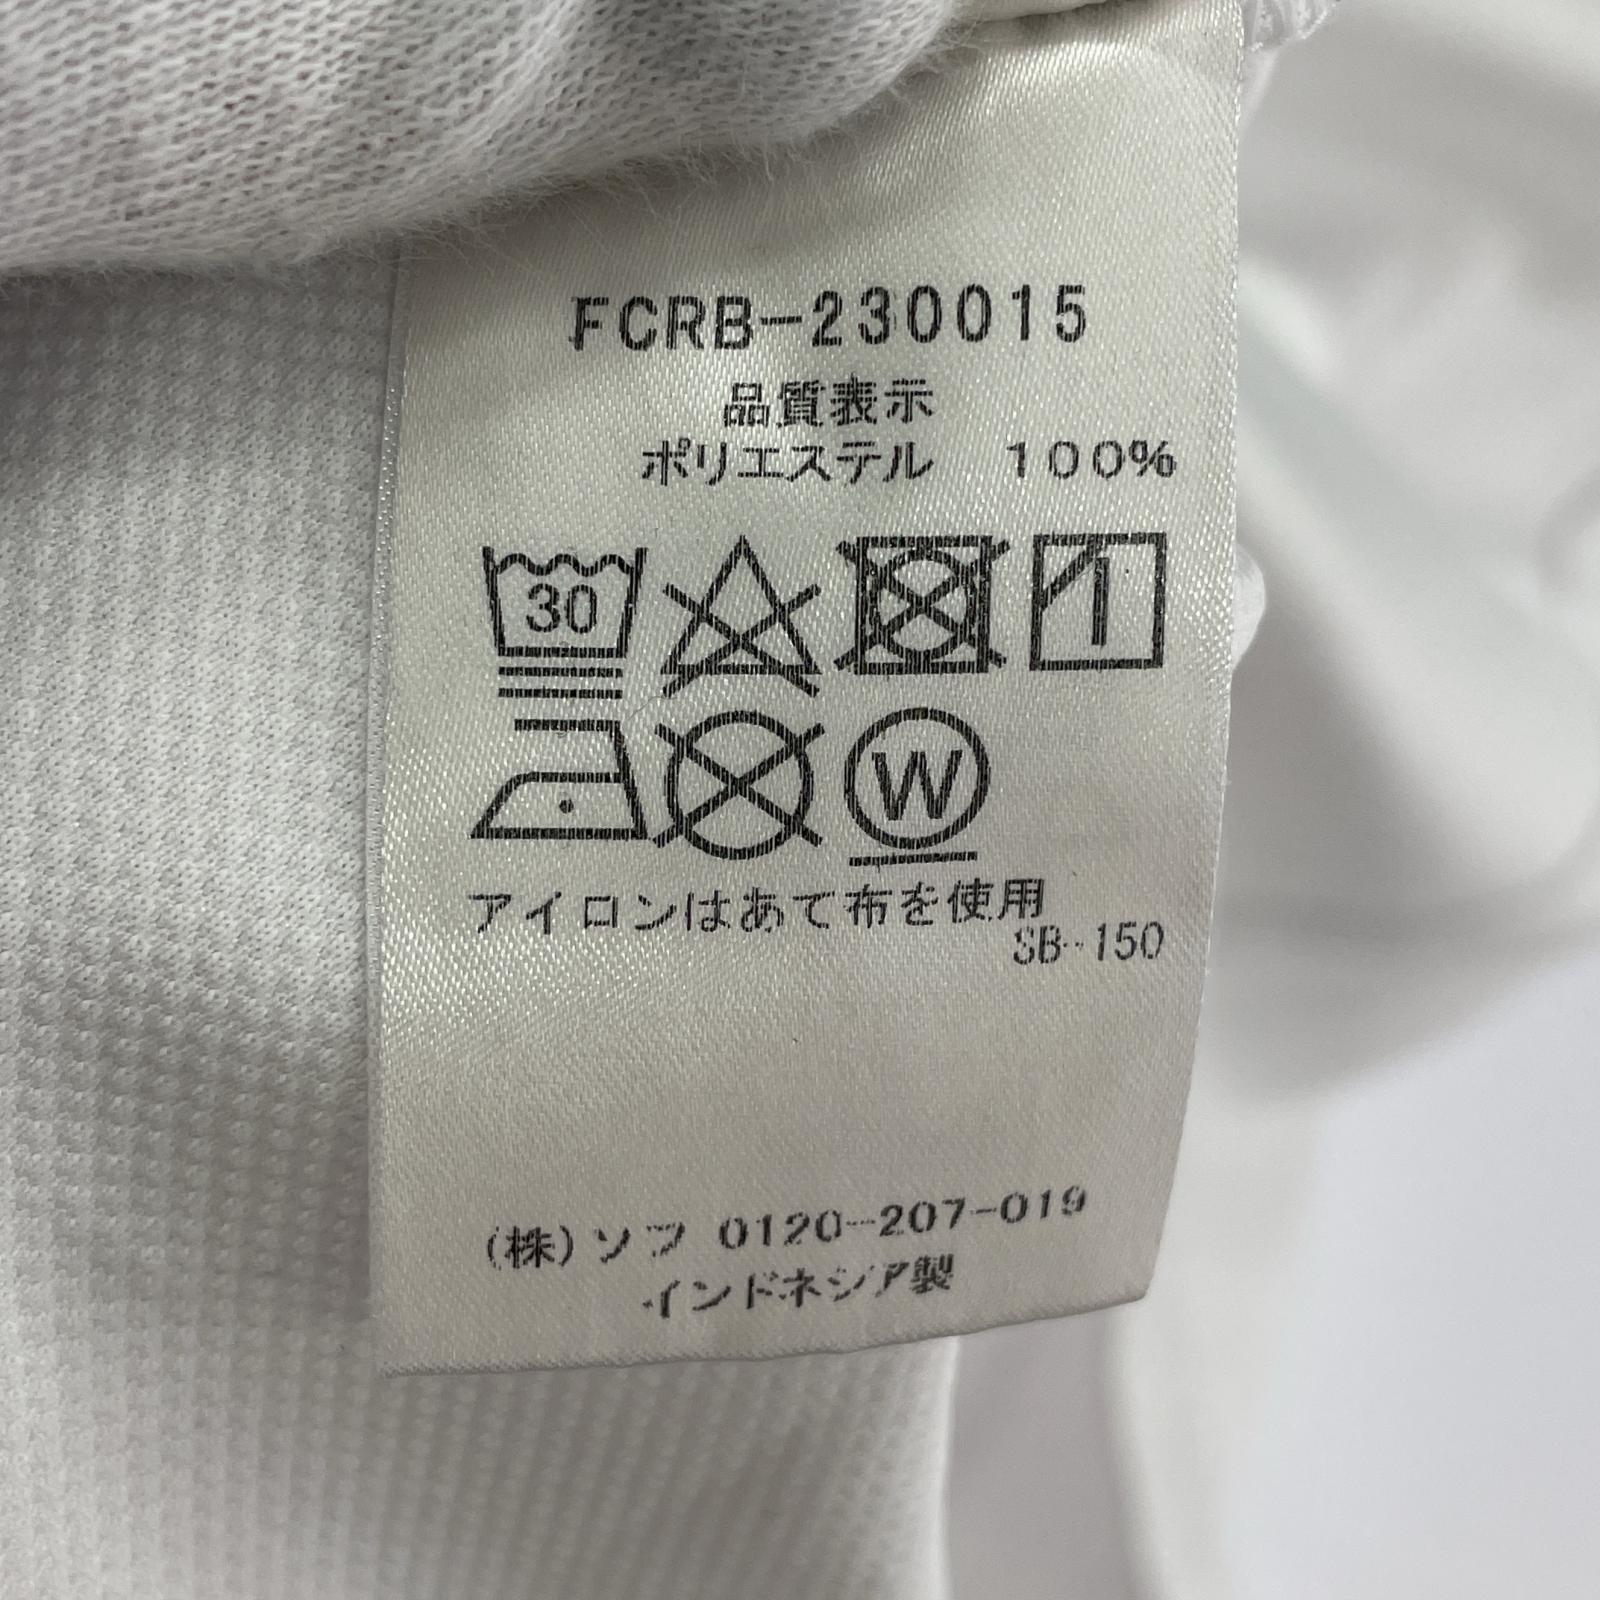 FCRB-230015
品質表示
ポリエステル 100%
30
W
アイロンはあて布を使用
SB-150
(株)ソフ 0120-207-019
インドネシア製